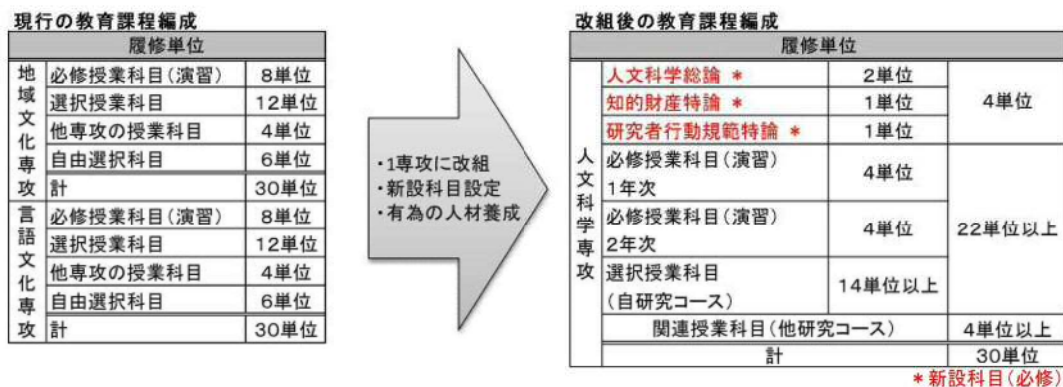 現行の教育課程編成
履修単位
地域文化専攻
必修授業科目(演習) 8単位
選択授業科目 12単位
他専攻の授業科目 4単位
自由選択科目 6単位
計 30単位
言語文化専攻
必修授業科目(演習) 8単位
選択授業科目 12単位
他専攻の授業科目 4単位
自由選択科目 6単位
計 30単位
・1専攻に改組
・新設科目設定
・有為の人材養成
改組後の教育課程編成
履修単位
人文科学専攻
人文科学総論 * 2単位
知的財産特論 * 1単位
4単位
研究者行動規範特論 * 1単位
必修授業科目(演習)
1年次
4単位
必修授業科目(演習)
2年次
4単位
22単位以上
選択授業科目
(自研究コース)
14単位以上
関連授業科目(他研究コース) 4単位以上
計 30単位
*新設科目(必修)